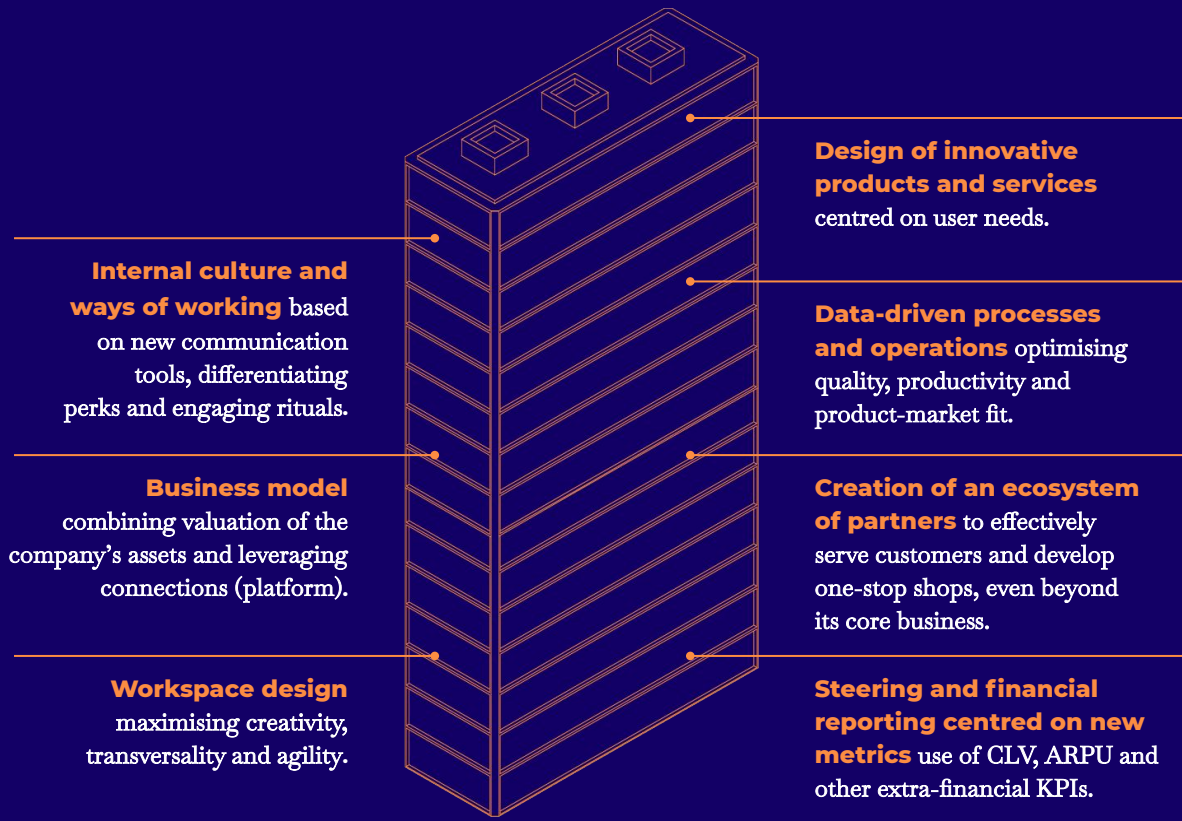 Internal culture and
ways of working based
on new communication
tools, differentiating
perks and engaging rituals.
Business model
combining valuation of the
company’s assets and leveraging
connections (platform).
Workspace design
maximising creativity,
transversality and agility.
Design of innovative
products and services
centred on user needs.
Data-driven processes
and operations optimising
quality, productivity and
product-market fit.
Creation of an ecosystem
of partners to effectively
serve customers and develop
one-stop shops, even beyond
its core business.
Steering and financial
reporting centred on new
metrics use of CLV, ARPU and
other extra-financial KPIs.